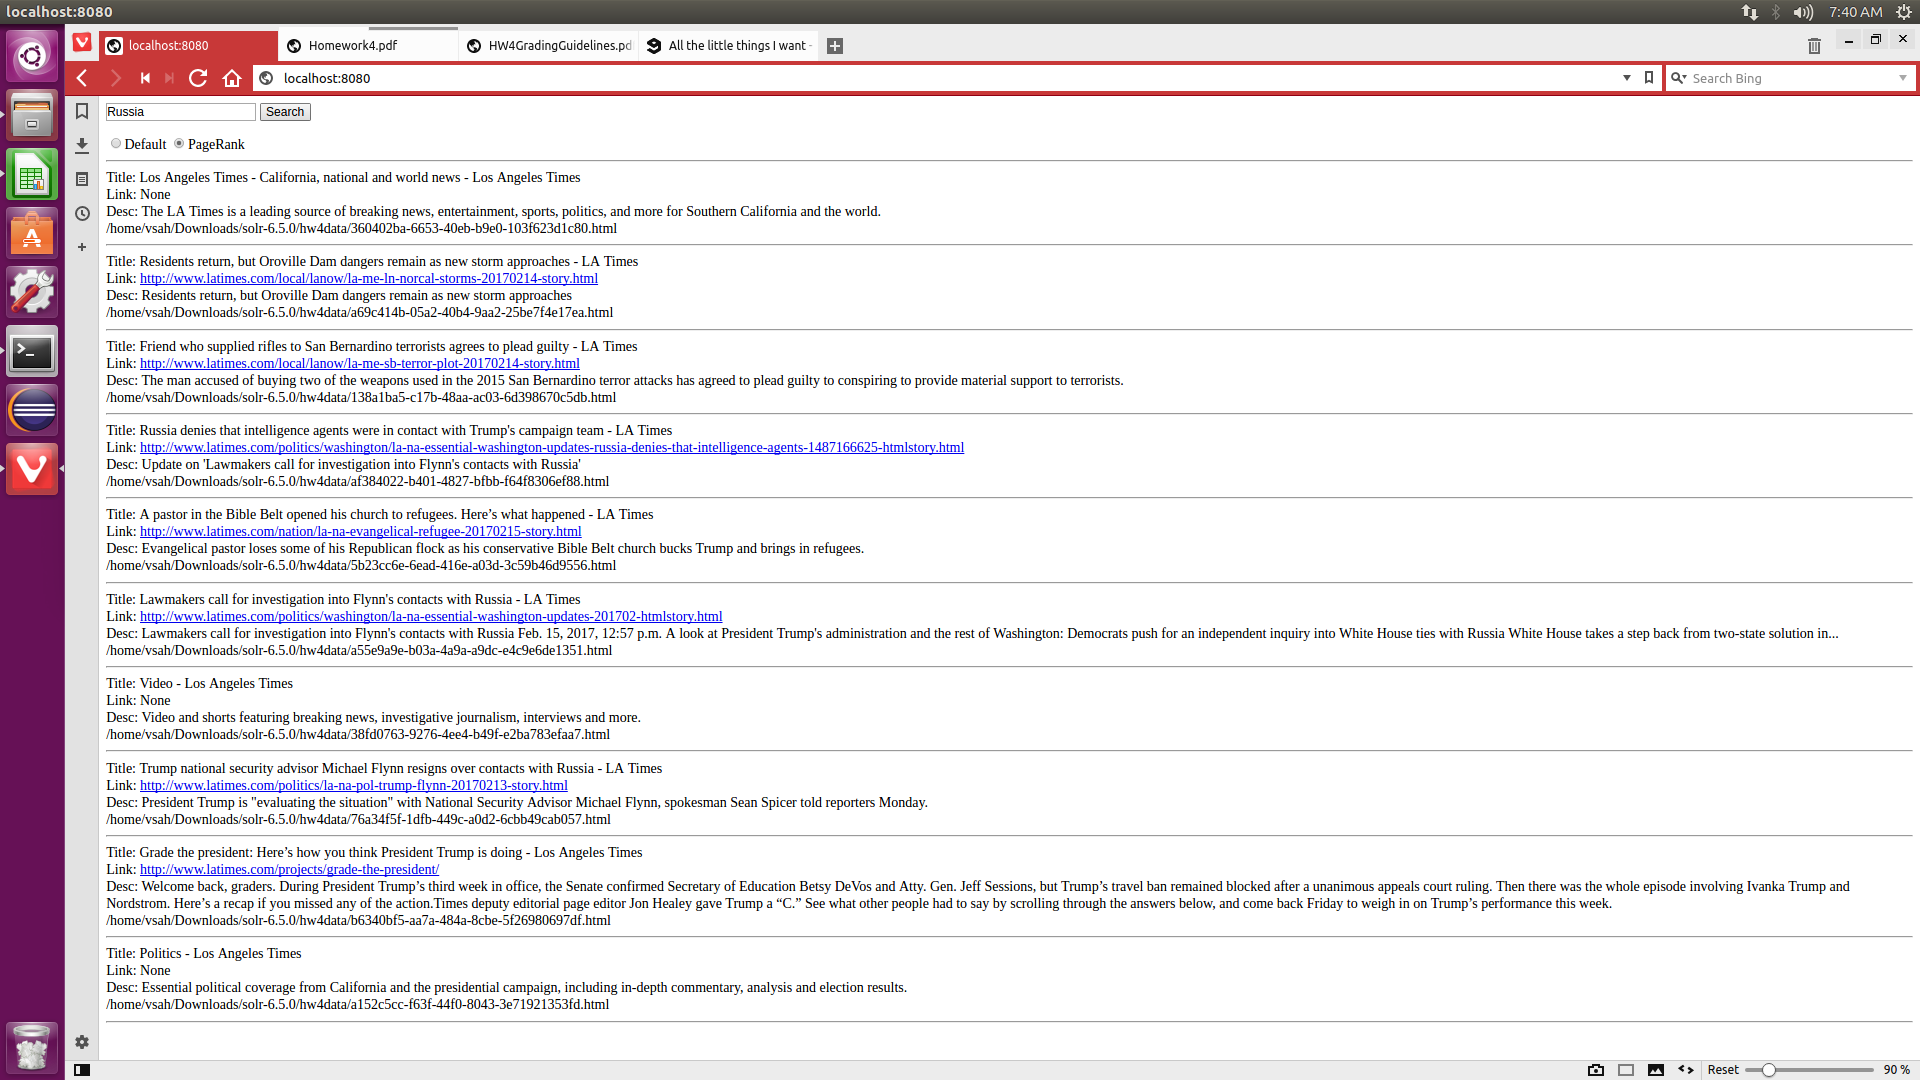 localhost:8080
7:40 AM
localhost:8080
Homework4.pdf
HW4GradingGuidelines.pd
All the little things I want
localhost:8080
Search Bing
Russia
Search
Default PageRank
Title: Los Angeles Times - California, national and world news - Los Angeles Times
Link: None
Desc: The LA Times is a leading source of breaking news, entertainment, sports, politics, and more for Southern California and the world.
/home/vsah/Downloads/solr-6.5.0/hw4data/360402ba-6653-40eb-b9e0-103f623d1c80.html
Title: Residents return, but Oroville Dam dangers remain as new storm approaches - LA Times
Link: http://www.latimes.com/local/lanow/la-me-ln-norcal-storms-20170214-story.html
Desc: Residents return, but Oroville Dam dangers remain as new storm approaches
/home/vsah/Downloads/solr-6.5.0/hw4data/a69c414b-05a2-40b4-9aa2-25be7f4e17ea.html
Title: Friend who supplied rifles to San Bernardino terrorists agrees to plead guilty - LA Times
Link: http://www.latimes.com/local/lanow/la-me-sb-terror-plot-20170214-story.html
Desc: The man accused of buying two of the weapons used in the 2015 San Bernardino terror attacks has agreed to plead guilty to conspiring to provide material support to terrorists.
/home/vsah/Downloads/solr-6.5.0/hw4data/138a1ba5-c17b-48aa-ac03-6d398670c5db.html
Title: Russia denies that intelligence agents were in contact with Trump's campaign team - LA Times
Link: http://www.latimes.com/politics/washington/la-na-essential-washington-updates-russia-denies-that-intelligence-agents-1487166625-htmlstory.html
Desc: Update on 'Lawmakers call for investigation into Flynn's contacts with Russia'
/home/vsah/Downloads/solr-6.5.0/hw4data/af384022-b401-4827-bfbb-f64f8306ef88.html
Title: A pastor in the Bible Belt opened his church to refugees. Here’s what happened - LA Times
Link: http://www.latimes.com/nation/la-na-evangelical-refugee-20170215-story.html
Desc: Evangelical pastor loses some of his Republican flock as his conservative Bible Belt church bucks Trump and brings in refugees.
/home/vsah/Downloads/solr-6.5.0/hw4data/5b23cc6e-6ead-416e-a03d-3c59b46d9556.html
Title: Lawmakers call for investigation into Flynn's contacts with Russia - LA Times
Link: http://www.latimes.com/politics/washington/la-na-essential-washington-updates-201702-htmlstory.html
Desc: Lawmakers call for investigation into Flynn's contacts with Russia Feb. 15, 2017, 12:57 p.m. A look at President Trump's administration and the rest of Washington: Democrats push for an independent inquiry into White House ties with Russia White House takes a step back from two-state solution in...
/home/vsah/Downloads/solr-6.5.0/hw4data/a55e9a9e-b03a-4a9a-a9dc-e4c9e6de1351.html
Title: Video - Los Angeles Times
Link: None
Desc: Video and shorts featuring breaking news, investigative journalism, interviews and more.
/home/vsah/Downloads/solr-6.5.0/hw4data/38fd0763-9276-4ee4-b49f-e2ba783efaa7.html
Title: Trump national security advisor Michael Flynn resigns over contacts with Russia - LA Times
Link: http://www.latimes.com/politics/la-na-pol-trump-flynn-20170213-story.html
Desc: President Trump is "evaluating the situation" with National Security Advisor Michael Flynn, spokesman Sean Spicer told reporters Monday.
/home/vsah/Downloads/solr-6.5.0/hw4data/76a34f5f-1dfb-449c-a0d2-6cbb49cab057.html
Title: Grade the president: Here’s how you think President Trump is doing - Los Angeles Times
Link: http://www.latimes.com/projects/grade-the-president/
Desc: Welcome back, graders. During President Trump’s third week in office, the Senate confirmed Secretary of Education Betsy DeVos and Atty. Gen. Jeff Sessions, but Trump’s travel ban remained blocked after a unanimous appeals court ruling. Then there was the whole episode involving Ivanka Trump and
Nordstrom. Here’s a recap if you missed any of the action.Times deputy editorial page editor Jon Healey gave Trump a “C.” See what other people had to say by scrolling through the answers below, and come back Friday to weigh in on Trump’s performance this week.
/home/vsah/Downloads/solr-6.5.0/hw4data/b6340bf5-aa7a-484a-8cbe-5f26980697df.html
Title: Politics - Los Angeles Times
Link: None
Desc: Essential political coverage from California and the presidential campaign, including in-depth commentary, analysis and election results.
/home/vsah/Downloads/solr-6.5.0/hw4data/a152c5cc-f63f-44f0-8043-3e71921353fd.html
Reset
90 %